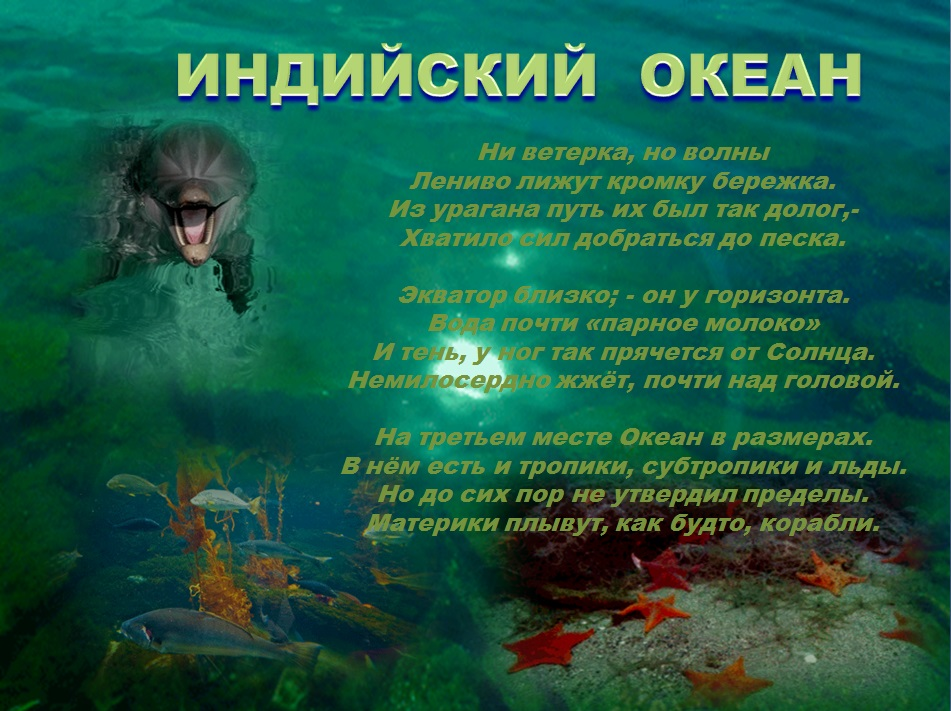 ИНДИЙСКИЙ ОКЕАН
Ни ветерка, но волны
Лениво лижут кромку бережка.
Из урагана путь их был так долог,-
Хватило сил добраться до песка.
Экватор близко; - он у горизонта.
Вода почти «парное молоко»
И тень, у ног так прячется от Солнца.
Немилосердно жжёт, почти над головой.
На третьем месте Океан в размерах.
В нём есть и тропики, субтропики и льды.
Но до сих пор не утвердил пределы.
Материки плывут, как будто, корабли.